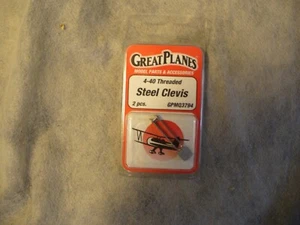 GREAT PLANES
MODEL PARTS & ACCESSORIES
4-40 Threaded
Steel Clevis
2 pcs. GPMQ3794